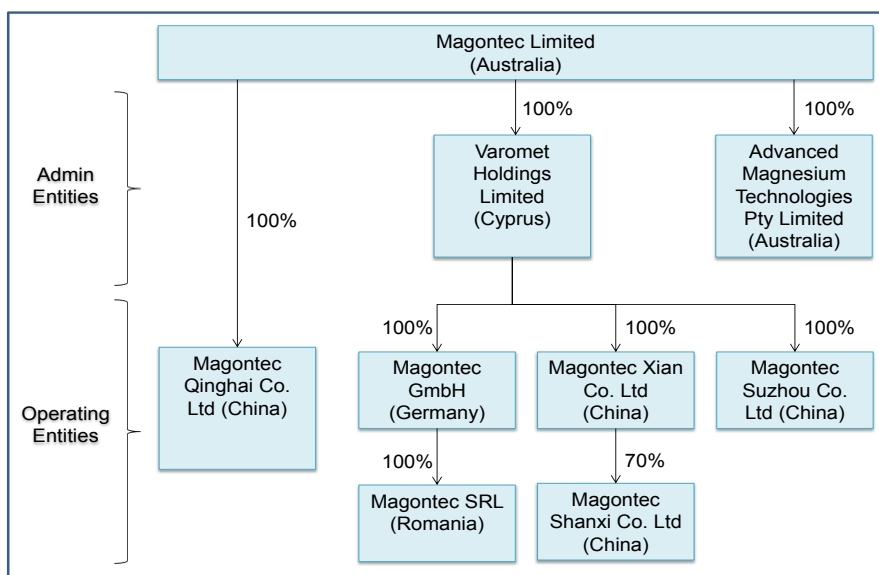 Magontec Limited
(Australia)
100%
100%
100%
Admin
Entities
Varomet
Holdings
Limited
(Cyprus)
Advanced
Magnesium
Technologies
Pty Limited
(Australia)
100%
100%
100%
Operating
Entities
Magontec
Qinghai Co.
Ltd (China)
Magontec
GmbH
(Germany)
Magontec Xian
Co. Ltd
(China)
Magontec
Suzhou Co.
Ltd (China)
100%
70%
Magontec SRL
(Romania)
Magontec
Shanxi Co. Ltd
(China)